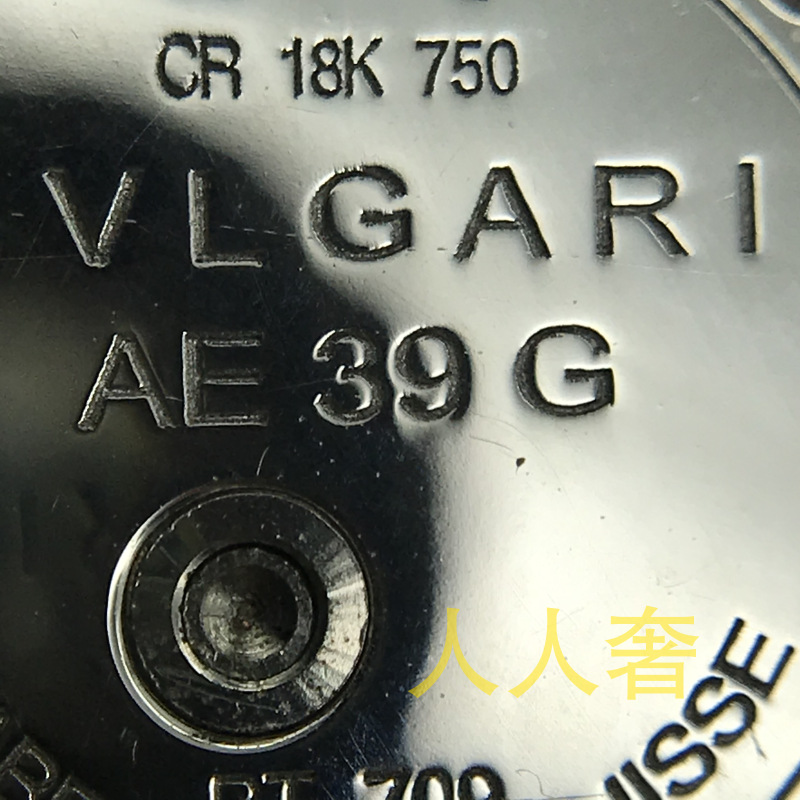 CR 18K 750
VLGARI
AE 39 G
人人奢
ISSE